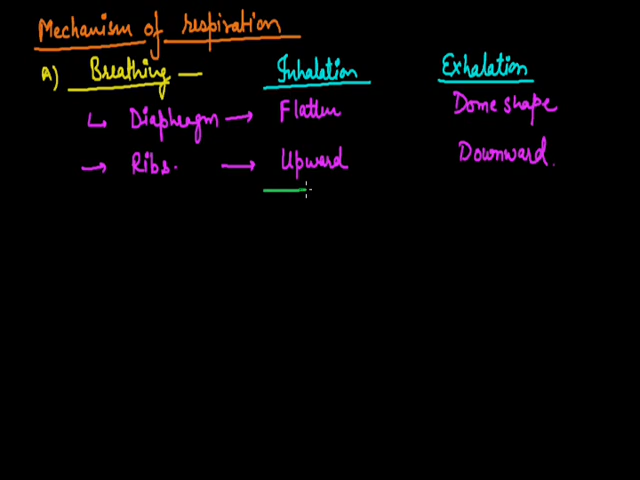 Mechanism of respiration
A) Breathing — Inhalation Exhalation
↳ Diaphragm → Flatten Dome shape
→ Ribs. → Upward Downward.